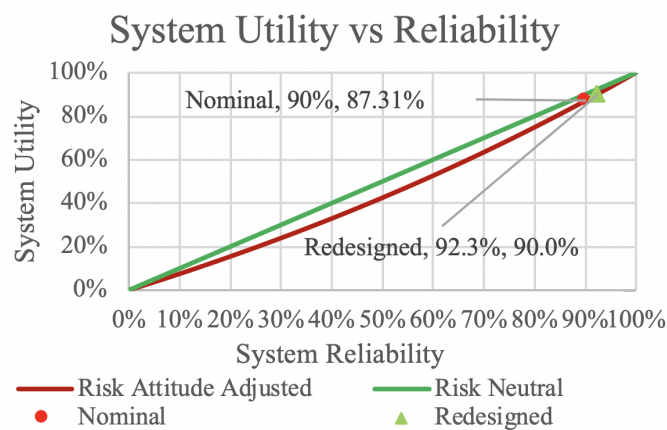 System Utility vs Reliability
System Utility
100%
80%
60%
40%
20%
0%
Nominal, 90%, 87.31%
Redesigned, 92.3%, 90.0%
0% 10% 20% 30% 40% 50% 60% 70% 80% 90% 100%
System Reliability
Risk Attitude Adjusted Risk Neutral
Nominal Redesigned